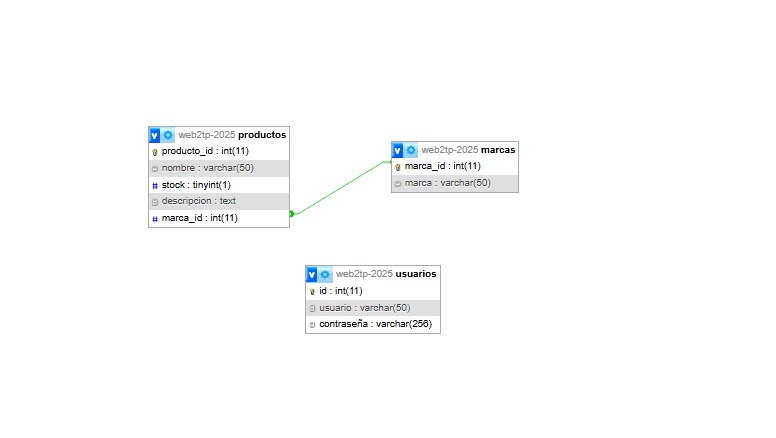 web2tp-2025 productos
producto_id : int(11)
nombre : varchar(50)
stock : tinyint(1)
descripcion : text
marca_id : int(11)
web2tp-2025 marcas
marca_id : int(11)
marca : varchar(50)
web2tp-2025 usuarios
id : int(11)
usuario : varchar(50)
contraseña : varchar(256)